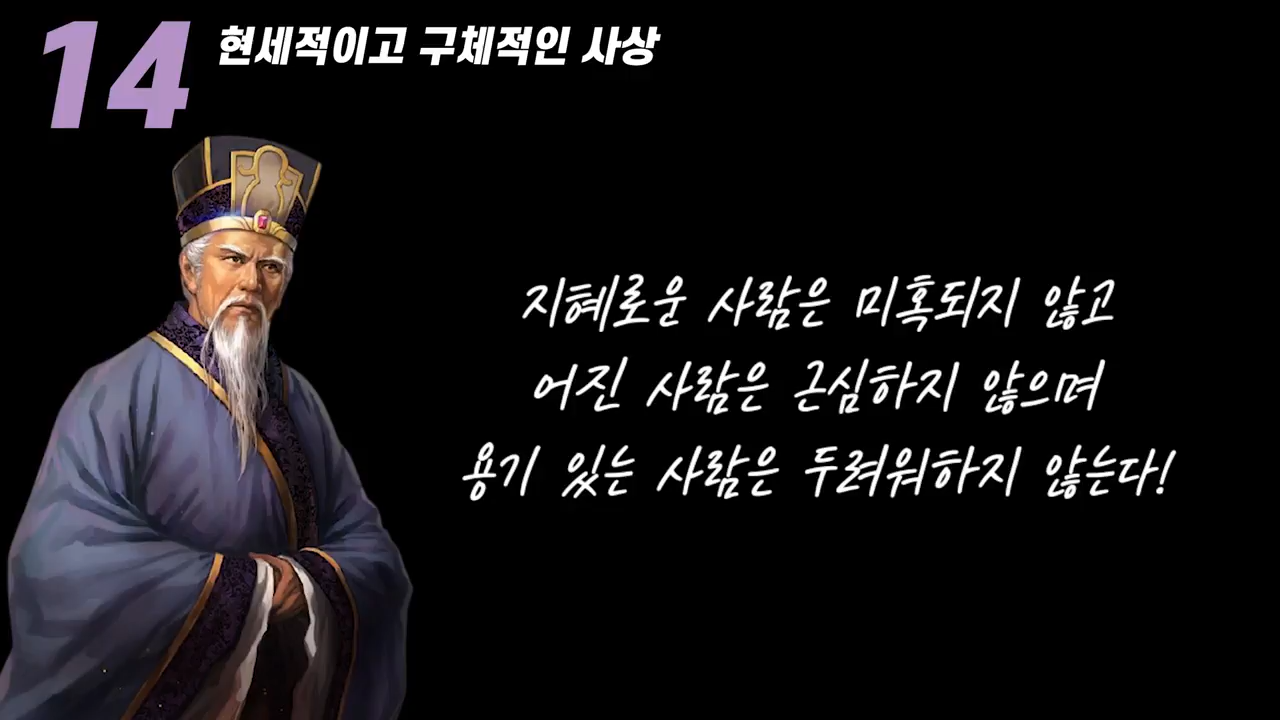 14
현세적이고 구체적인 사상
지혜로운 사람은 미혹되지 않고
어진 사람은 근심하지 않으며
용기 있는 사람은 두려워하지 않는다!